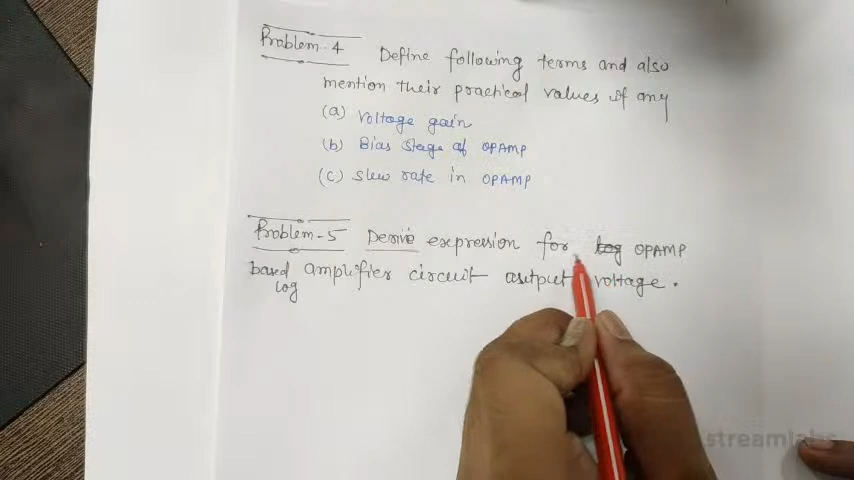 Problem-4 Define following terms and also
mention their practical values if any
(a) Voltage gain
(b) Bias stage of OPAMP
(c) Slew rate in OPAMP
Problem-5 Derive expression for log OPAMP
based amplifier circuit output voltage.
log
streamlabs